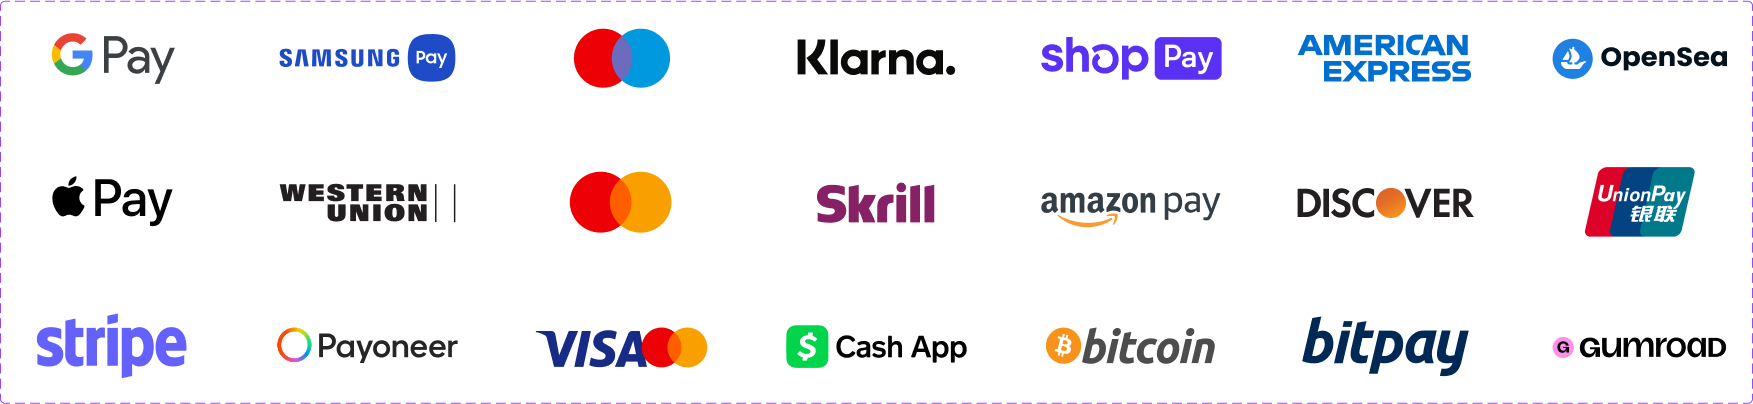 G Pay
SAMSUNG Pay
Klarna.
shop Pay
AMERICAN
EXPRESS
OpenSea
Pay
WESTERN
UNION
Skrill
amazon pay
DISCOVER
UnionPay
银联
stripe
Payoneer
VISA
$ Cash App
₿ bitcoin
bitpay
G GUMROAD